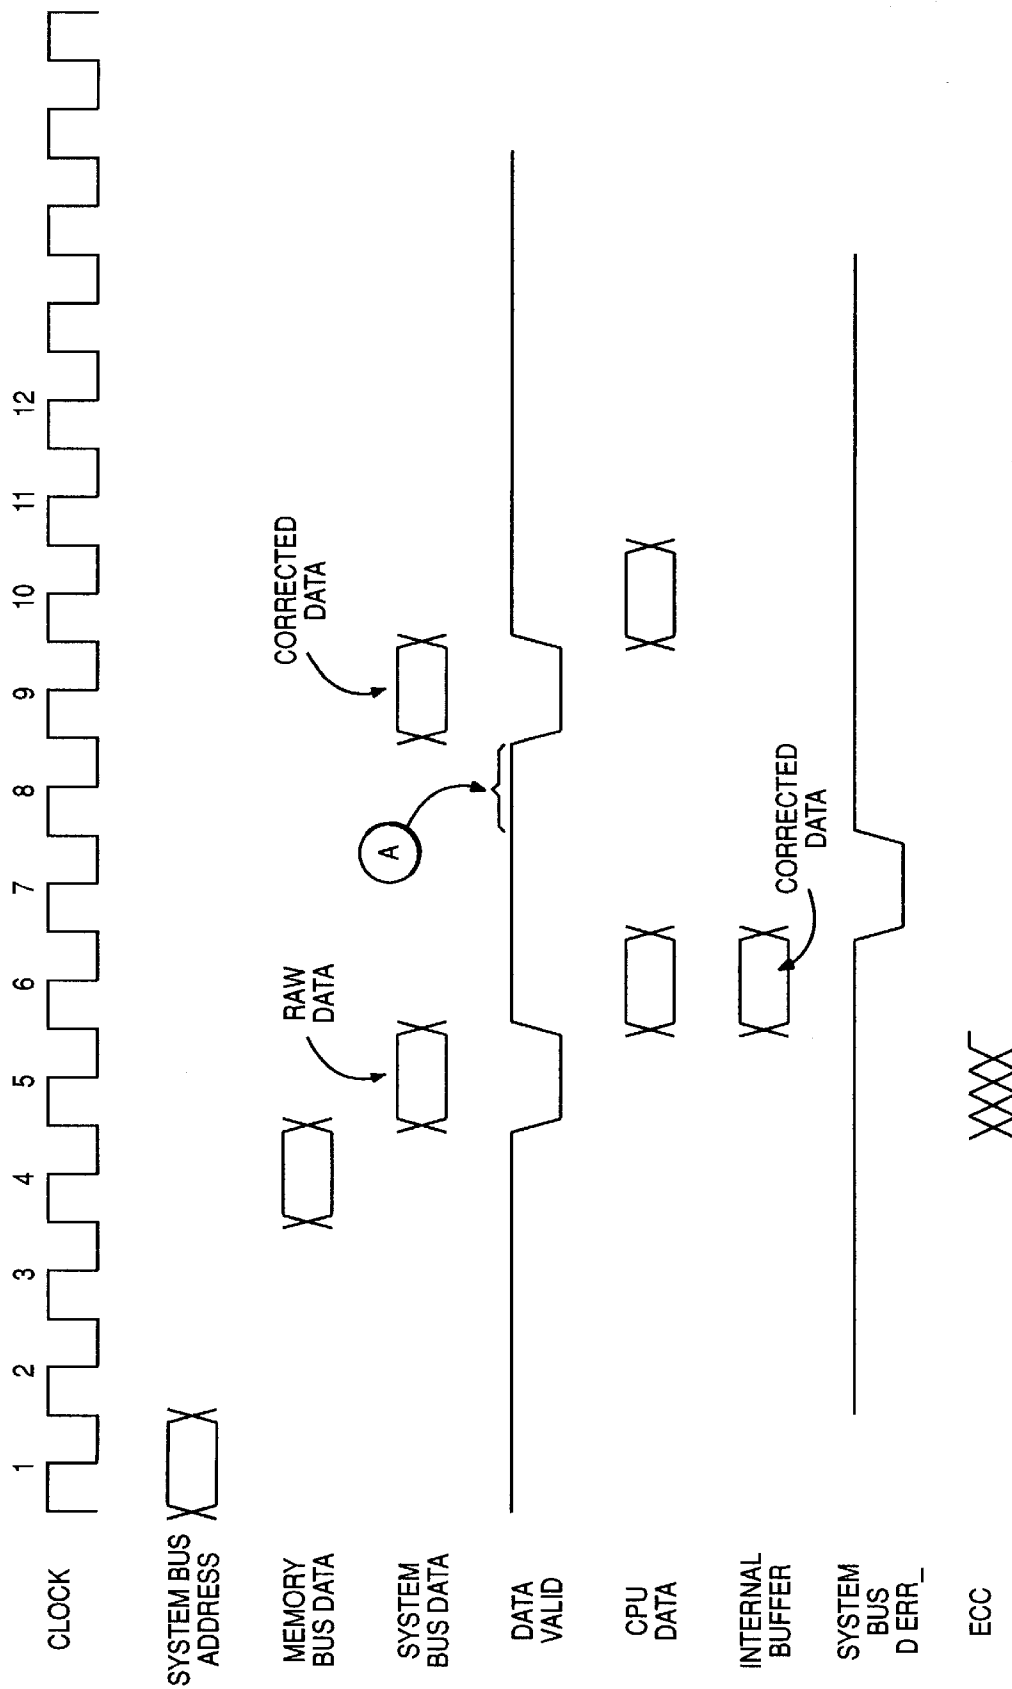 1 2 3 4 5 6 7 8 9 10 11 12
CLOCK
SYSTEM BUS
ADDRESS
MEMORY
BUS DATA
CORRECTED
DATA
RAW
DATA
SYSTEM
BUS DATA
A
DATA
VALID
CPU
DATA
CORRECTED
DATA
INTERNAL
BUFFER
SYSTEM
BUS
D ERR_
ECC